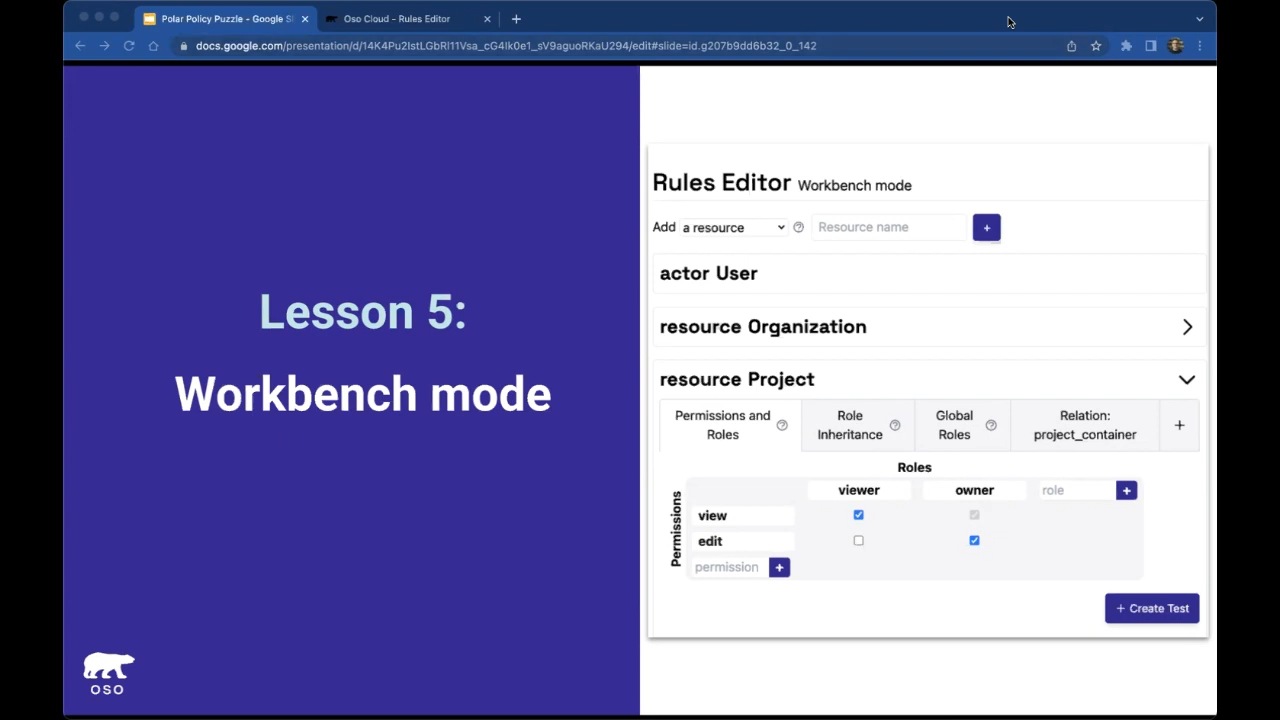 Polar Policy Puzzle - Google Sl
Oso Cloud - Rules Editor
docs.google.com/presentation/d/14K4Pu2IstLGbRl11Vsa_cG4Ik0e1_sV9aguoRKaU294/edit#slide=id.g207b9dd6b32_0_142
Lesson 5:
Workbench mode
OSO
Rules Editor Workbench mode
Add a resource Resource name +
actor User
resource Organization
resource Project
Permissions and Roles
Role Inheritance
Global Roles
Relation: project_container
+
Roles
Permissions
viewer owner role +
view
edit
permission +
+ Create Test